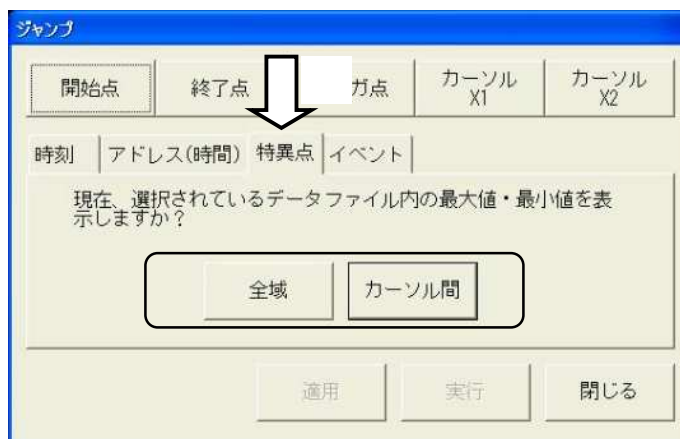 ジャンプ
開始点 終了点 ガ点 カーソル X1 カーソル X2
時刻 アドレス(時間) 特異点 イベント
現在、選択されているデータファイル内の最大値・最小値を表
示しますか？
全域 カーソル間
適用 実行 閉じる